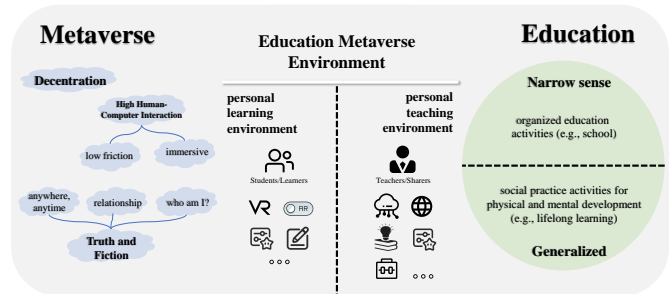 Metaverse
Decentration
High Human-
Computer Interaction
low friction
immersive
anywhere,
anytime
relationship
who am I?
Truth and
Fiction
Education Metaverse
Environment
personal
learning
environment
Students/Learners
VR
AR
personal
teaching
environment
Teachers/Sharers
Education
Narrow sense
organized education
activities (e.g., school)
social practice activities for
physical and mental development
(e.g., lifelong learning)
Generalized